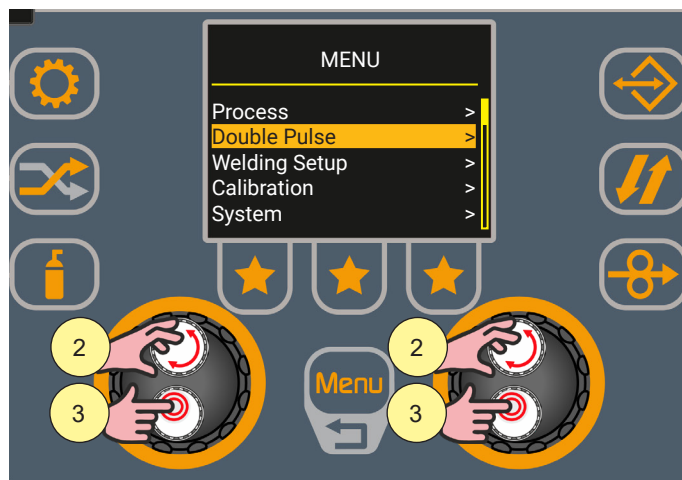 MENU
Process >
Double Pulse >
Welding Setup >
Calibration >
System >
2
2
Menu
3
3